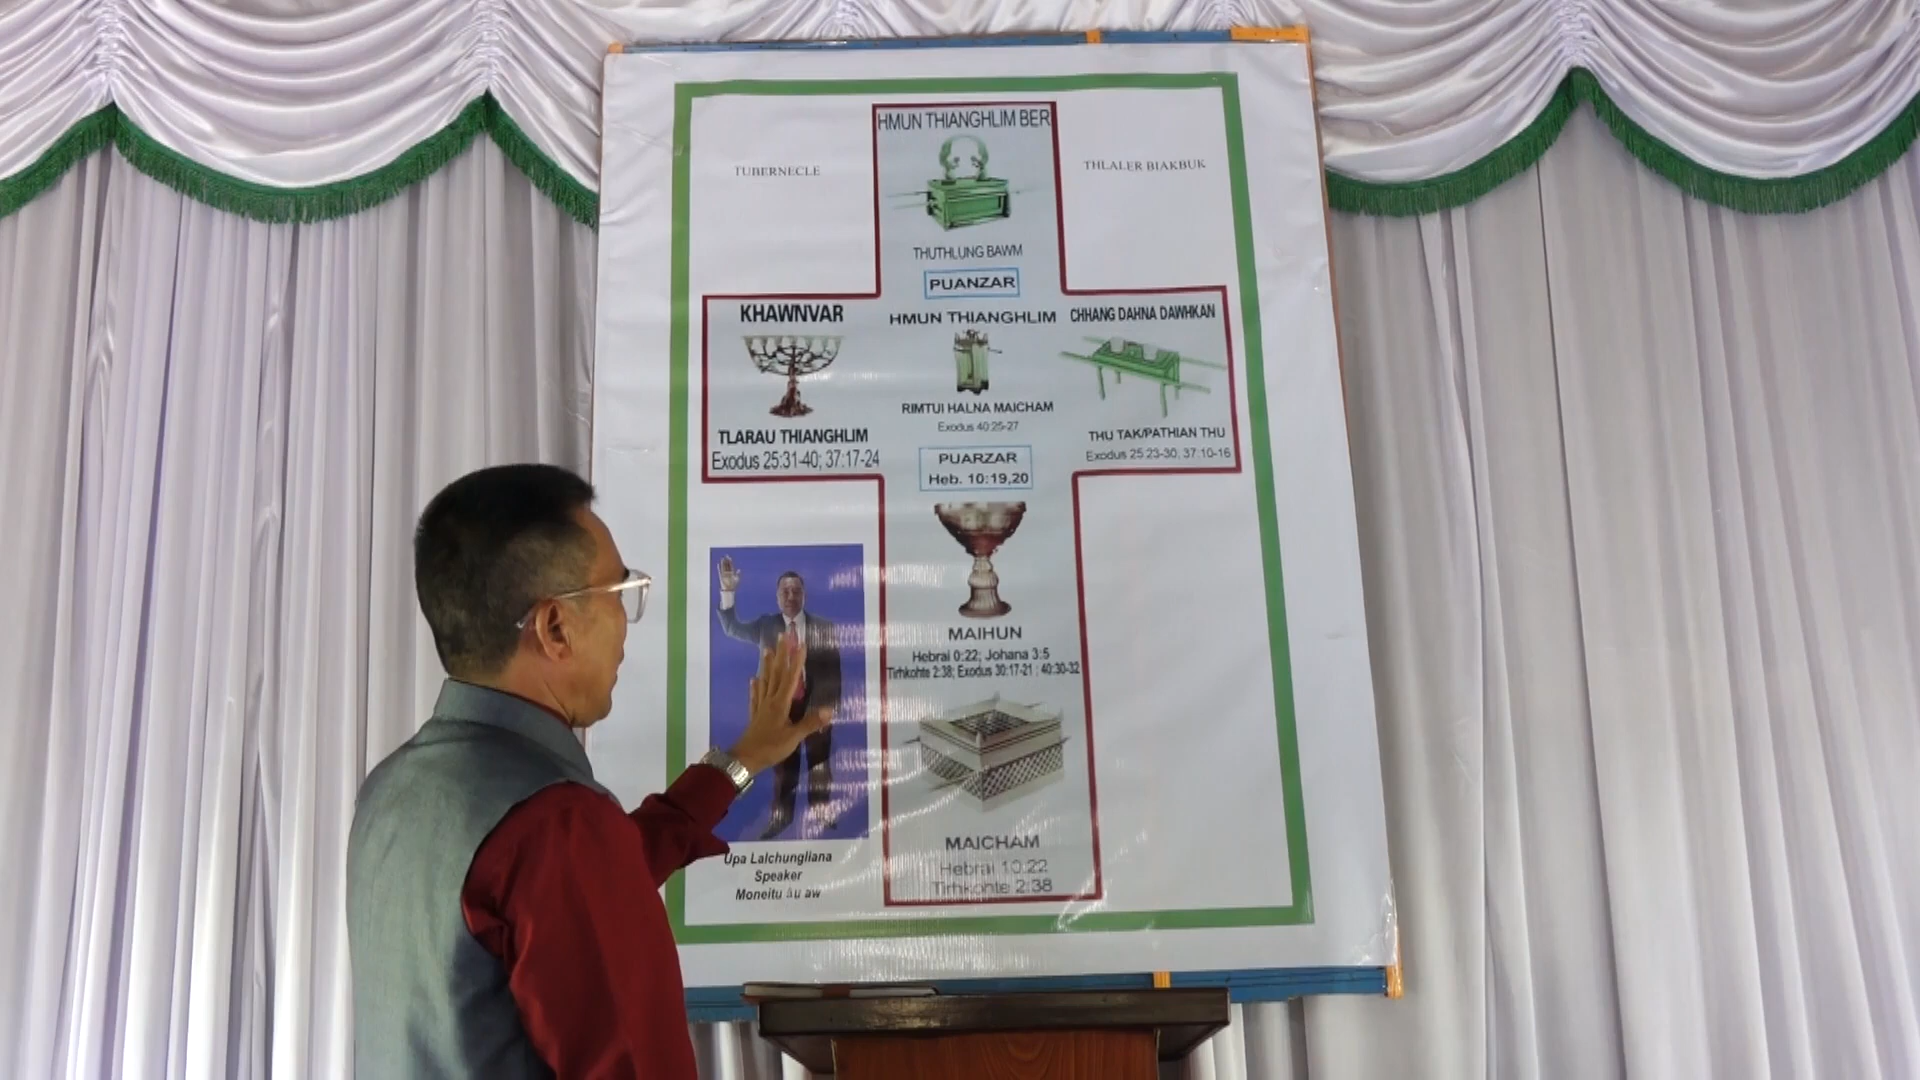 HMUN THIANGHLIM BER
TUBERNECLE
THLALER BIAKBUK
THUTHLUNG BAWM
PUANZAR
KHAWNVAR
HMUN THIANGHLIM
CHHANG DAHNA DAWHKAN
RIMTUI HALNA MAICHAM
Exodus 40:25-27
TLARAU THIANGHLIM
Exodus 25:31-40; 37:17-24
THU TAK/PATHIAN THU
Exodus 25:23-30; 37:10-16
PUARZAR
Heb. 10:19,20
MAIHUN
Hebrai 0:22; Johana 3:5
Tirhkohte 2:38; Exodus 30:17-21 : 40:30-32
MAICHAM
Hebrai 10:22
Tirhkohte 2:38
Upa Lalchungliana
Speaker
Moneitu âu aw